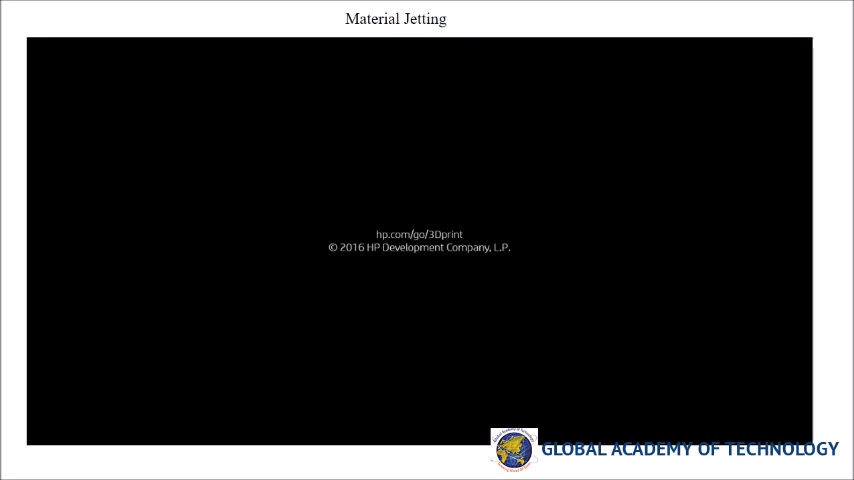 Material Jetting
hp.com/go/3Dprint
© 2016 HP Development Company, L.P.
GLOBAL ACADEMY OF TECHNOLOGY